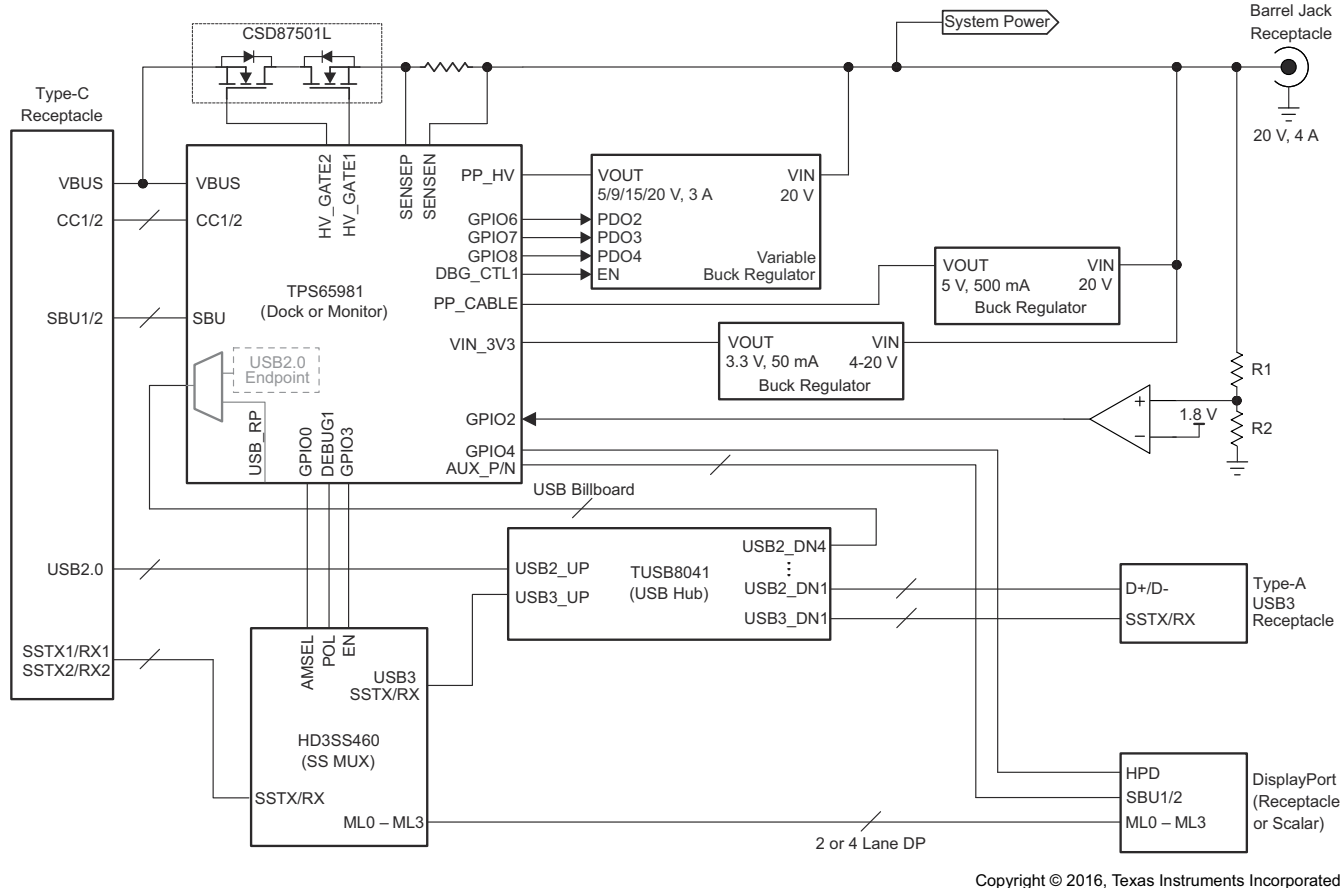 CSD87501L
System Power
Barrel Jack
Receptacle
20 V, 4 A
Type-C
Receptacle
VBUS
CC1/2
SBU1/2
USB2.0
SSTX1/RX1
SSTX2/RX2
VBUS
CC1/2
SBU
HV_GATE2
HV_GATE1
SENSEP
SENSEN
TPS65981
(Dock or Monitor)
USB2.0
Endpoint
USB_RP
GPIO0
DEBUG1
GPIO3
PP_HV
GPIO6
GPIO7
GPIO8
DBG_CTL1
PP_CABLE
VIN_3V3
GPIO2
GPIO4
AUX_P/N
VOUT
5/9/15/20 V, 3 A
PDO2
PDO3
PDO4
EN
VIN
20 V
Variable
Buck Regulator
VOUT
5 V, 500 mA
VIN
20 V
Buck Regulator
VOUT
3.3 V, 50 mA
VIN
4-20 V
Buck Regulator
R1
R2
+
–
1.8 V
USB Billboard
USB2_UP
USB3_UP
TUSB8041
(USB Hub)
USB2_DN4
USB2_DN1
USB3_DN1
D+/D-
SSTX/RX
Type-A
USB3
Receptacle
AMSEL
POL
EN
USB3
SSTX/RX
HD3SS460
(SS MUX)
SSTX/RX
ML0 – ML3
2 or 4 Lane DP
HPD
SBU1/2
ML0 – ML3
DisplayPort
(Receptacle
or Scalar)
Copyright © 2016, Texas Instruments Incorporated